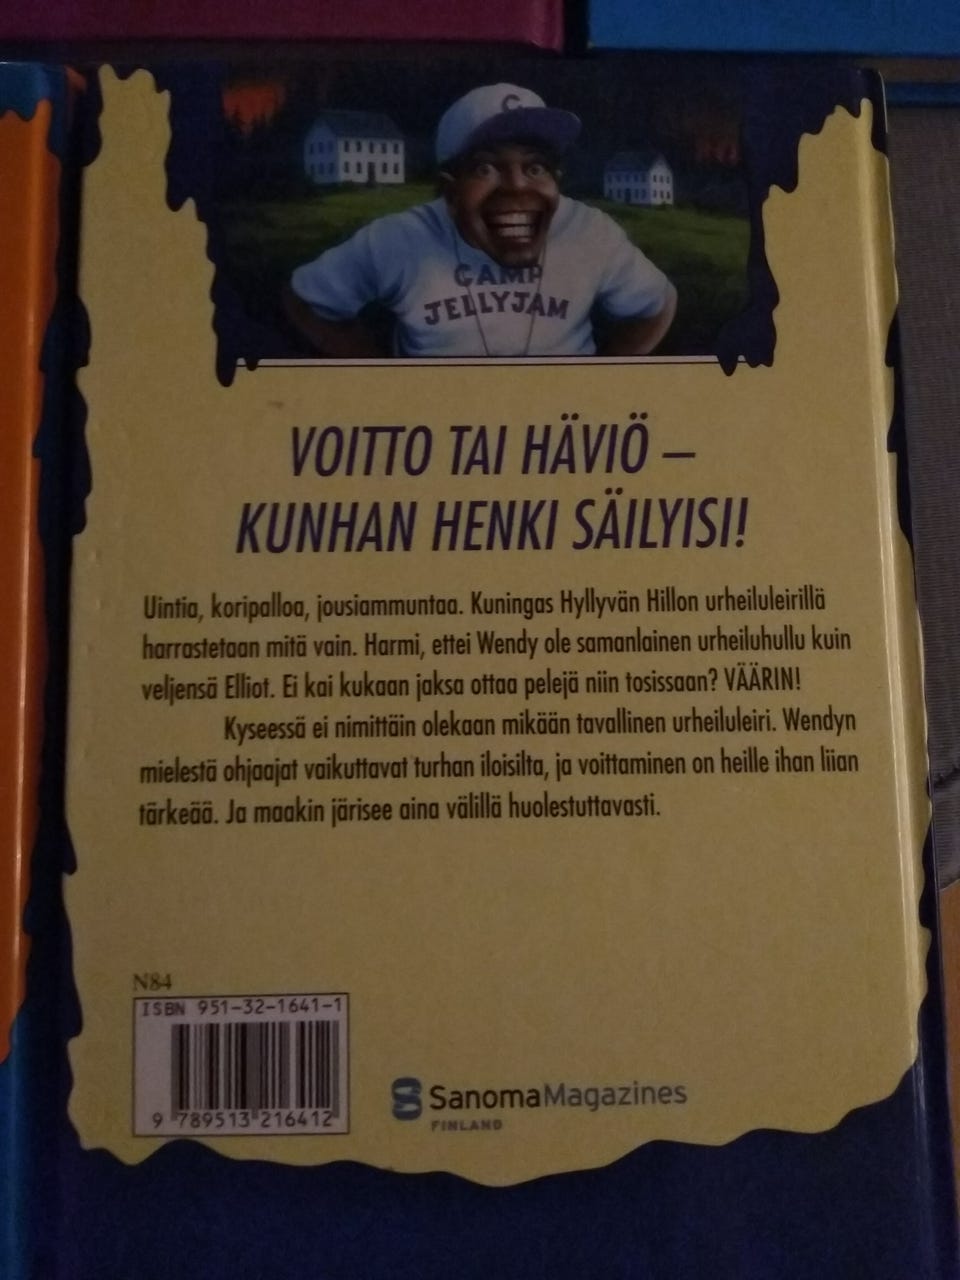 C
CAMP
JELLYJAM
VOITTO TAI HÄVIÖ –
KUNHAN HENKI SÄILYISI!
Uintia, koripalloa, jousiammuntaa. Kuningas Hyllyvän Hillon urheiluleirillä
harrastetaan mitä vain. Harmi, ettei Wendy ole samanlainen urheiluhullu kuin
veljensä Elliot. Ei kai kukaan jaksa ottaa pelejä niin tosissaan? VÄÄRIN!
Kyseessä ei nimittäin olekaan mikään tavallinen urheiluleiri. Wendyn
mielestä ohjaajat vaikuttavat turhan iloisilta, ja voittaminen on heille ihan liian
tärkeää. Ja maakin järisee aina välillä huolestuttavasti.
N84
ISBN 951-32-1641-1
9 789513 216412
SanomaMagazines
FINLAND